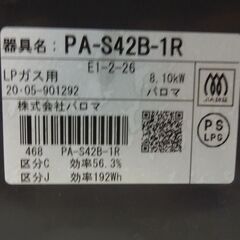 器具名: PA-S42B-1R
E1-2-26
LPガス用 8.10kW
20·05-901292 パロマ
株式会社パロマ
468 PA-S42B-1R
区分C 効率56.3%
区分J 効率192Wh
PS
LPG